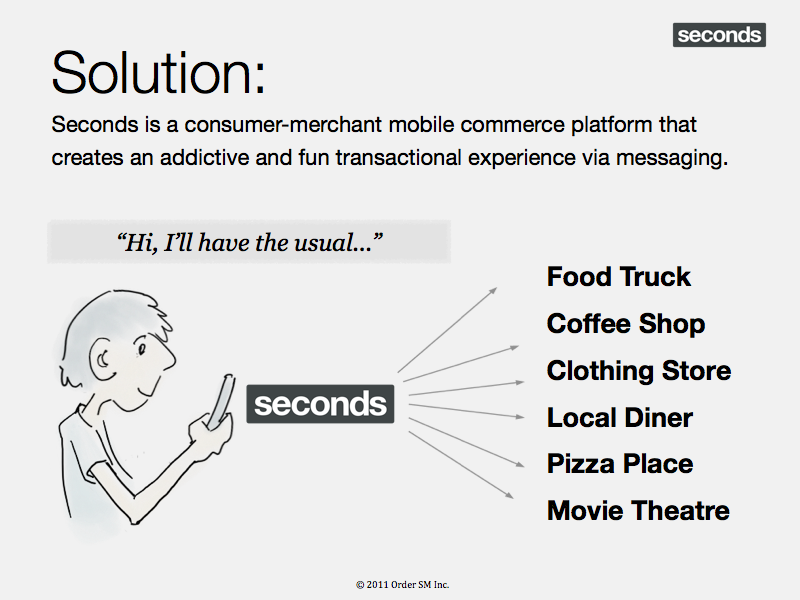 seconds
Solution:
Seconds is a consumer-merchant mobile commerce platform that
creates an addictive and fun transactional experience via messaging.
“Hi, I’ll have the usual...”
Food Truck
Coffee Shop
Clothing Store
seconds
Local Diner
Pizza Place
Movie Theatre
© 2011 Order SM Inc.